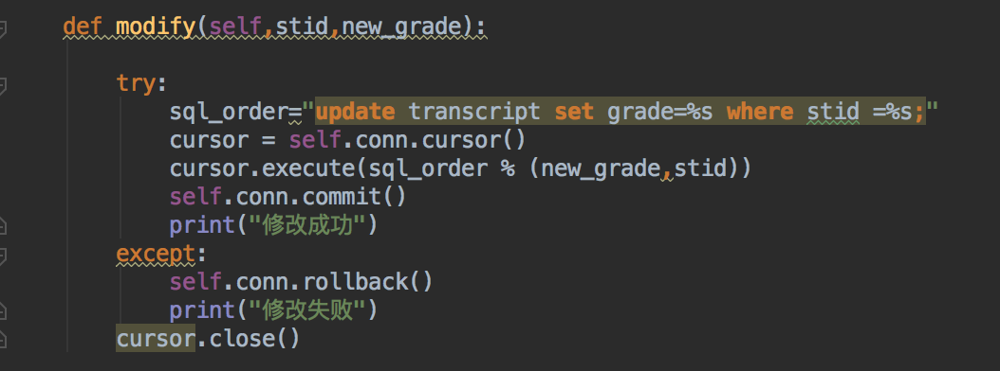 def modify(self,stid,new_grade):
try:
sql_order="update transcript set grade=%s where stid =%s;"
cursor = self.conn.cursor()
cursor.execute(sql_order % (new_grade,stid))
self.conn.commit()
print("修改成功")
except:
self.conn.rollback()
print("修改失败")
cursor.close()